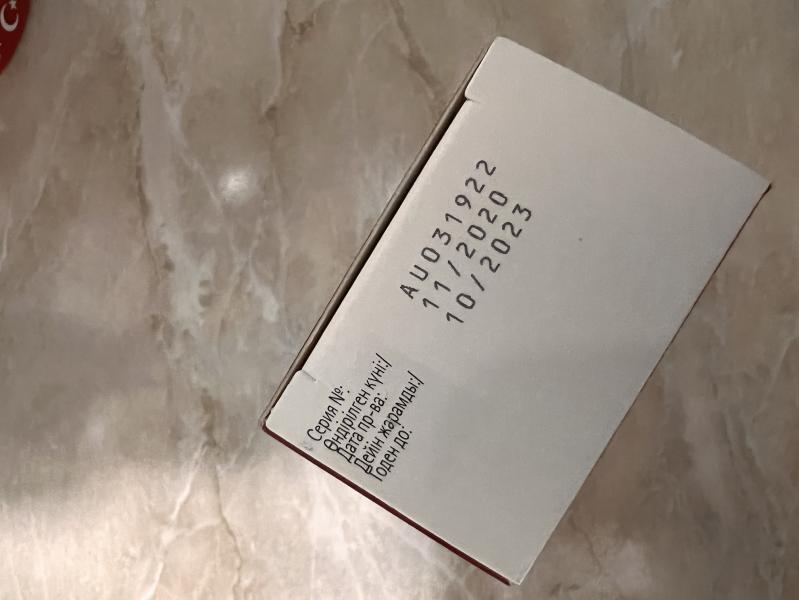 AU031922
11/2020
10/2023
Серия №:
Өндірілген күні:/
Дата пр-ва:
Дейін жарамды:/
Годен до: